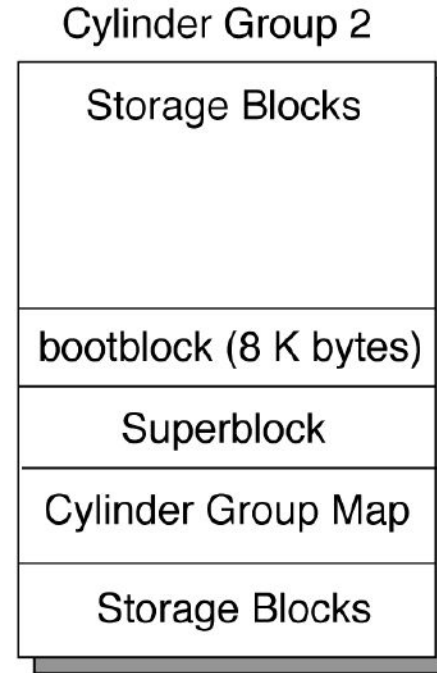 Cylinder Group 2
Storage Blocks
bootblock (8 K bytes)
Superblock
Cylinder Group Map
Storage Blocks